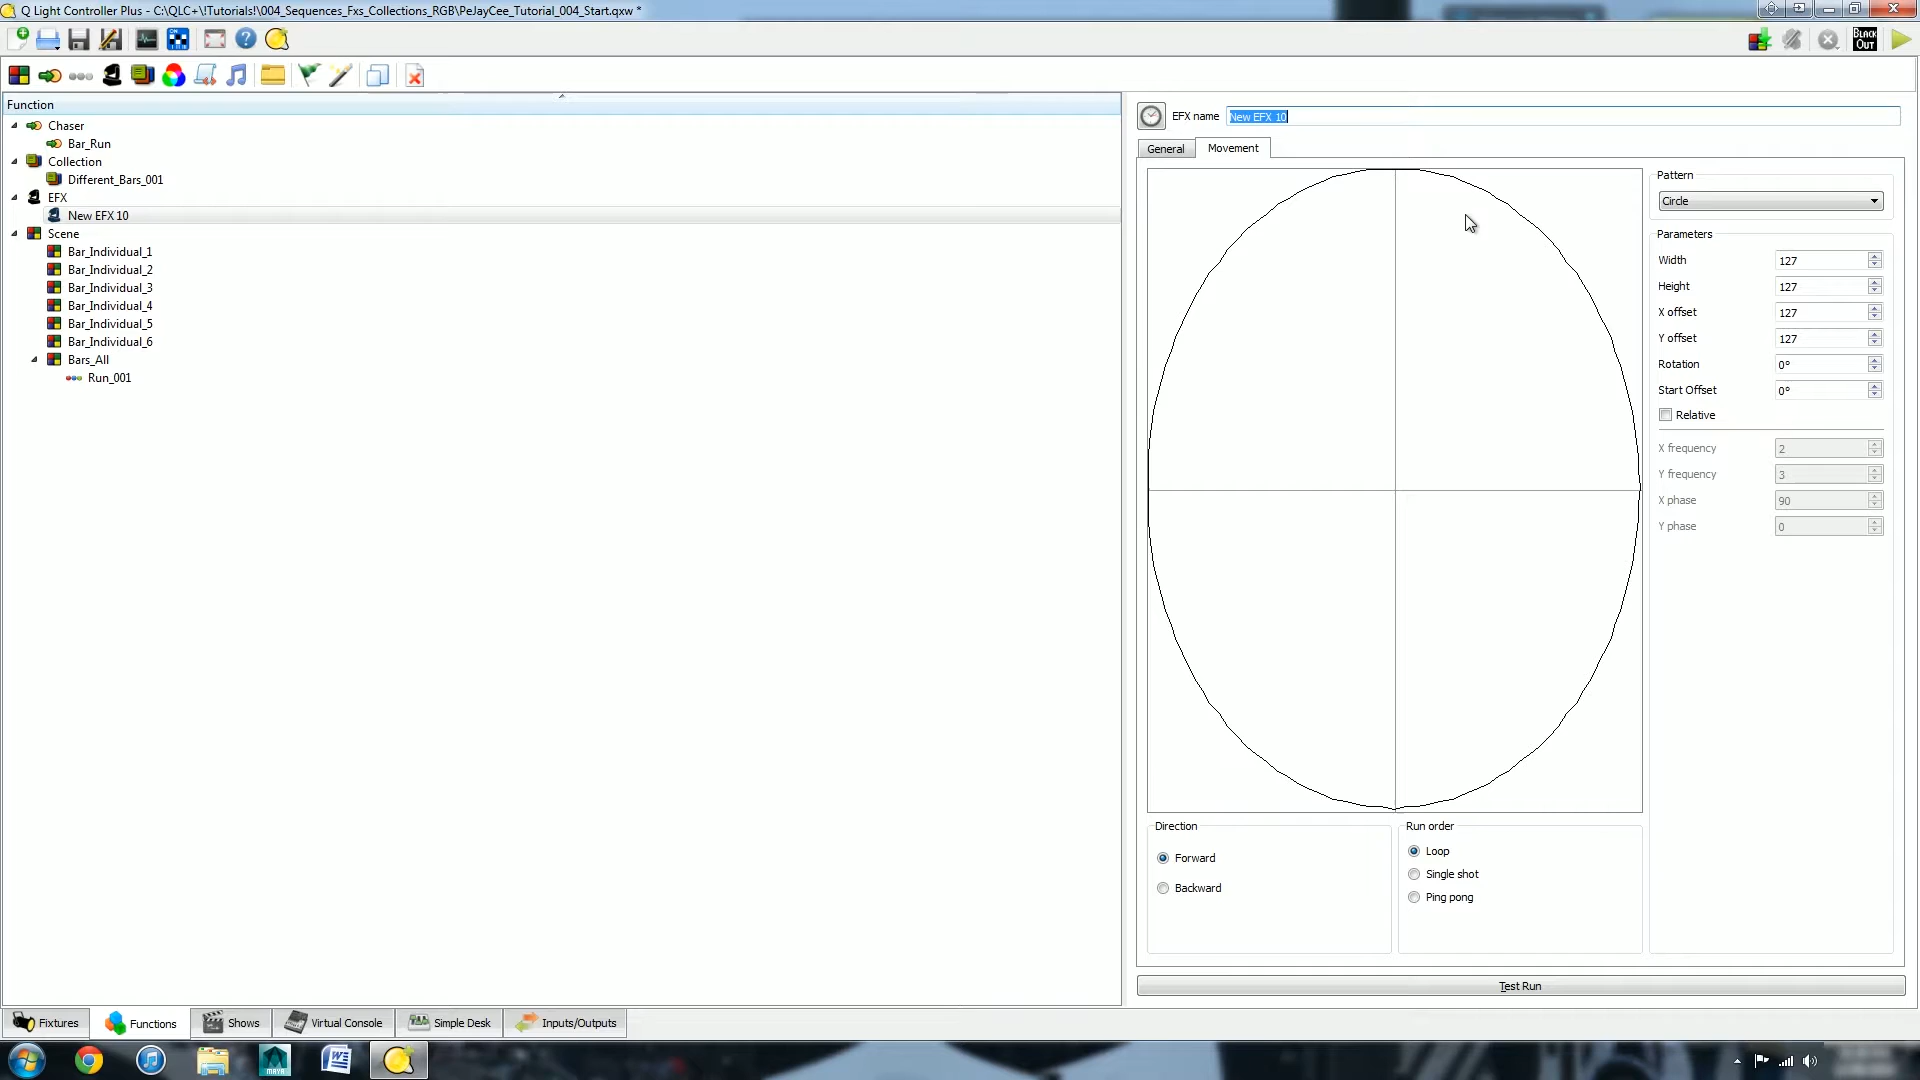 Q Light Controller Plus - C:\QLC+\!Tutorials!\004_Sequences_Fxs_Collections_RGB\PeJayCee_Tutorial_004_Start.qxw *
BLACK
OUT
Function
Chaser
Bar_Run
Collection
Different_Bars_001
EFX
New EFX 10
Scene
Bar_Individual_1
Bar_Individual_2
Bar_Individual_3
Bar_Individual_4
Bar_Individual_5
Bar_Individual_6
Bars_All
Run_001
EFX name New EFX 10
General Movement
Pattern
Circle
Parameters
Width 127
Height 127
X offset 127
Y offset 127
Rotation 0°
Start Offset 0°
Relative
X frequency 2
Y frequency 3
X phase 90
Y phase 0
Direction
Forward
Backward
Run order
Loop
Single shot
Ping pong
Test Run
Fixtures Functions Shows Virtual Console Simple Desk Inputs/Outputs
MAYA